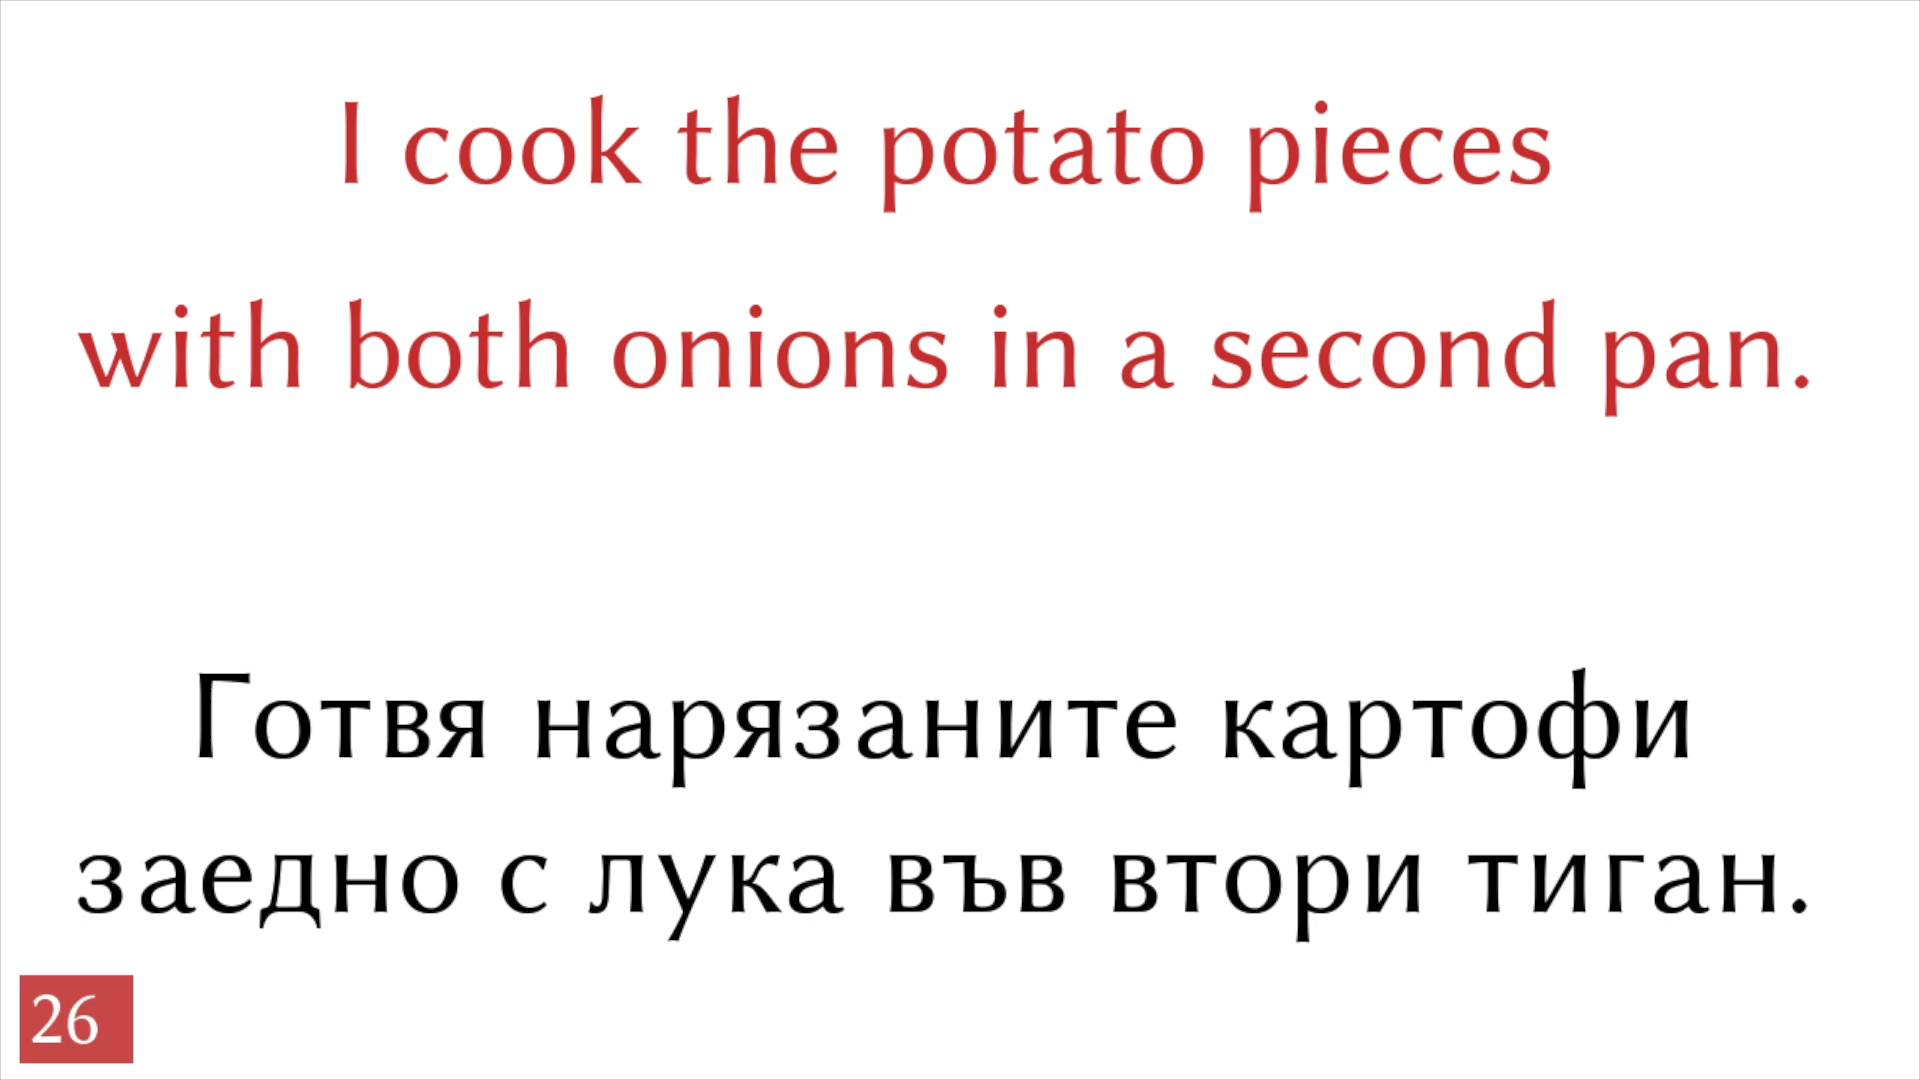 I cook the potato pieces
with both onions in a second pan.
Готвя нарязаните картофи
заедно с лука във втори тиган.
26